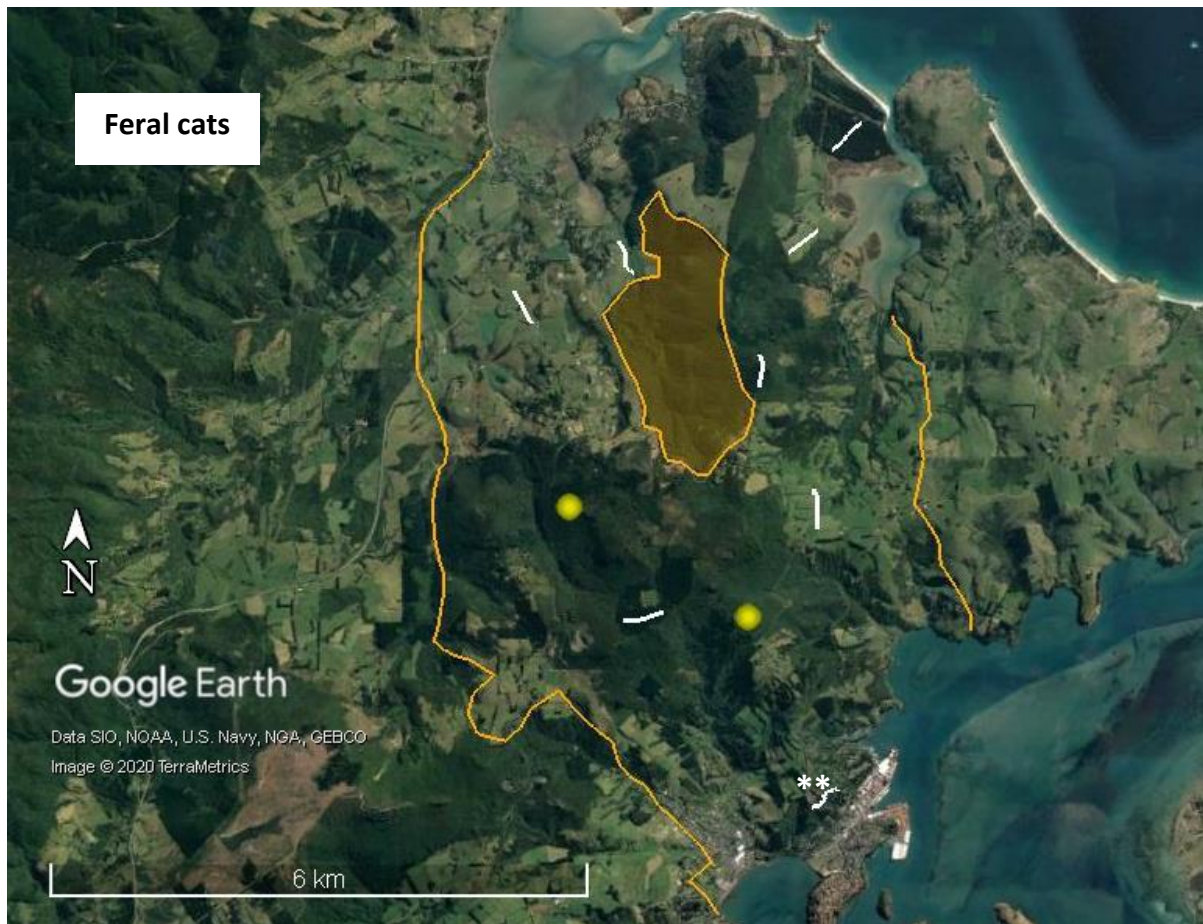 Feral cats
N
**
Google Earth
Data SIO, NOAA, U.S. Navy, NGA, GEBCO
Image © 2020 TerraMetrics
6 km